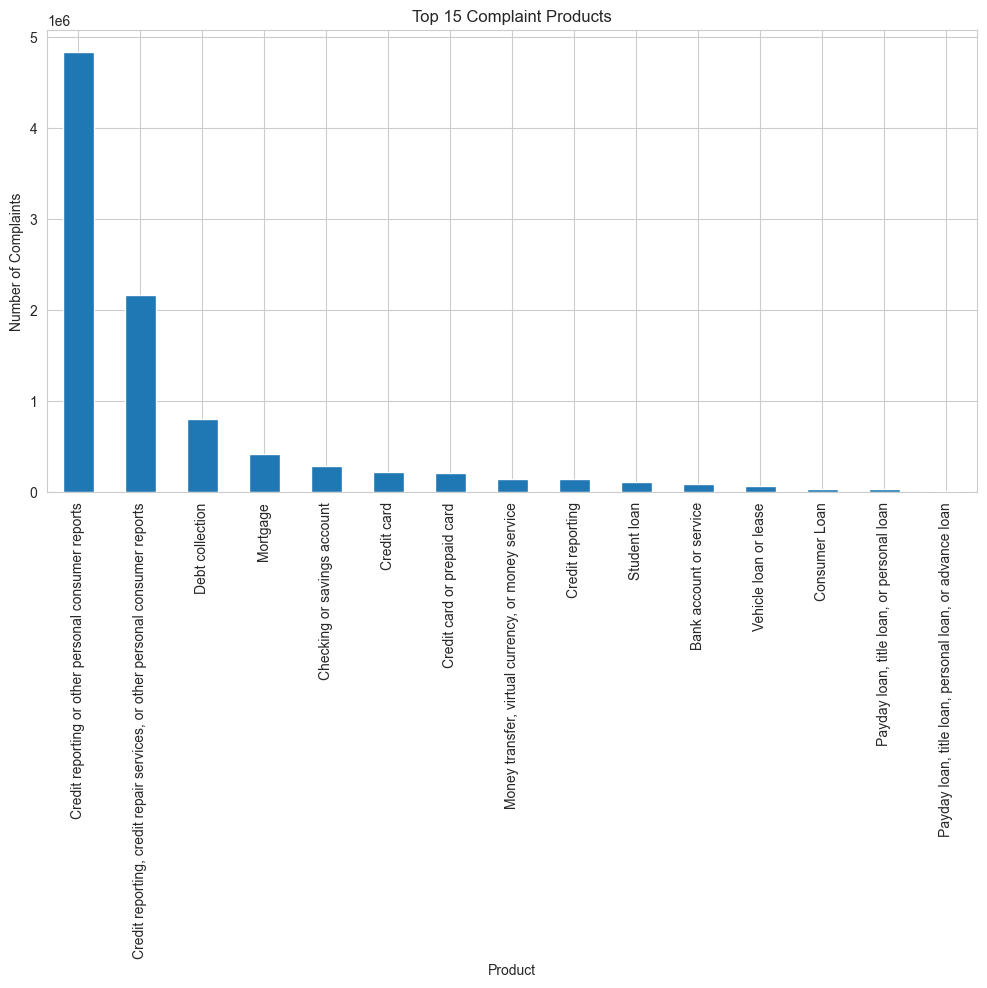 Top 15 Complaint Products
1e6
5
4
3
2
1
0
Number of Complaints
Credit reporting or other personal consumer reports
Credit reporting, credit repair services, or other personal consumer reports
Debt collection
Mortgage
Checking or savings account
Credit card
Credit card or prepaid card
Money transfer, virtual currency, or money service
Credit reporting
Student loan
Bank account or service
Vehicle loan or lease
Consumer Loan
Payday loan, title loan, or personal loan
Payday loan, title loan, personal loan, or advance loan
Product